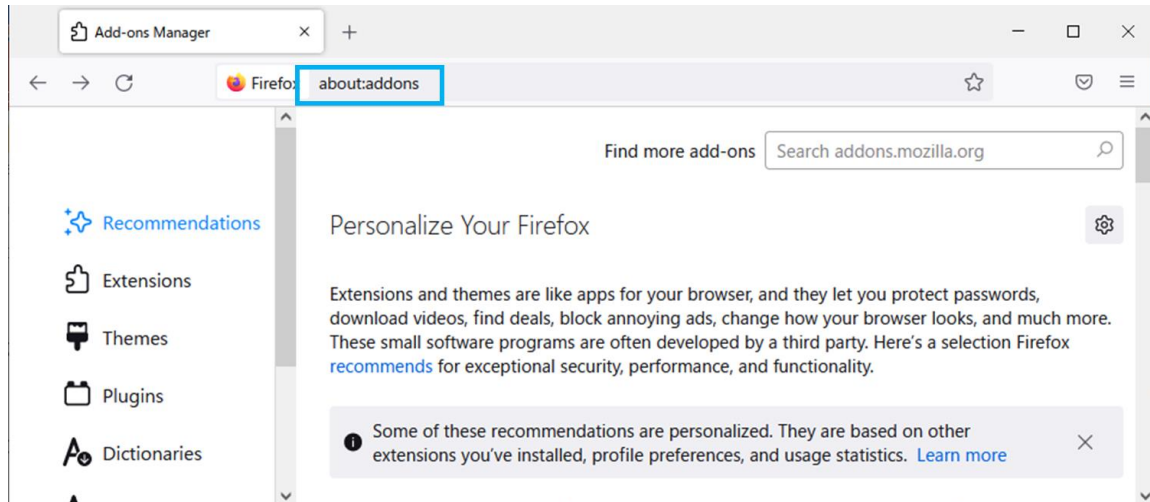 Add-ons Manager
about:addons
Find more add-ons Search addons.mozilla.org
Recommendations
Extensions
Themes
Plugins
Dictionaries
Personalize Your Firefox
Extensions and themes are like apps for your browser, and they let you protect passwords,
download videos, find deals, block annoying ads, change how your browser looks, and much more.
These small software programs are often developed by a third party. Here's a selection Firefox
recommends for exceptional security, performance, and functionality.
Some of these recommendations are personalized. They are based on other
extensions you've installed, profile preferences, and usage statistics. Learn more